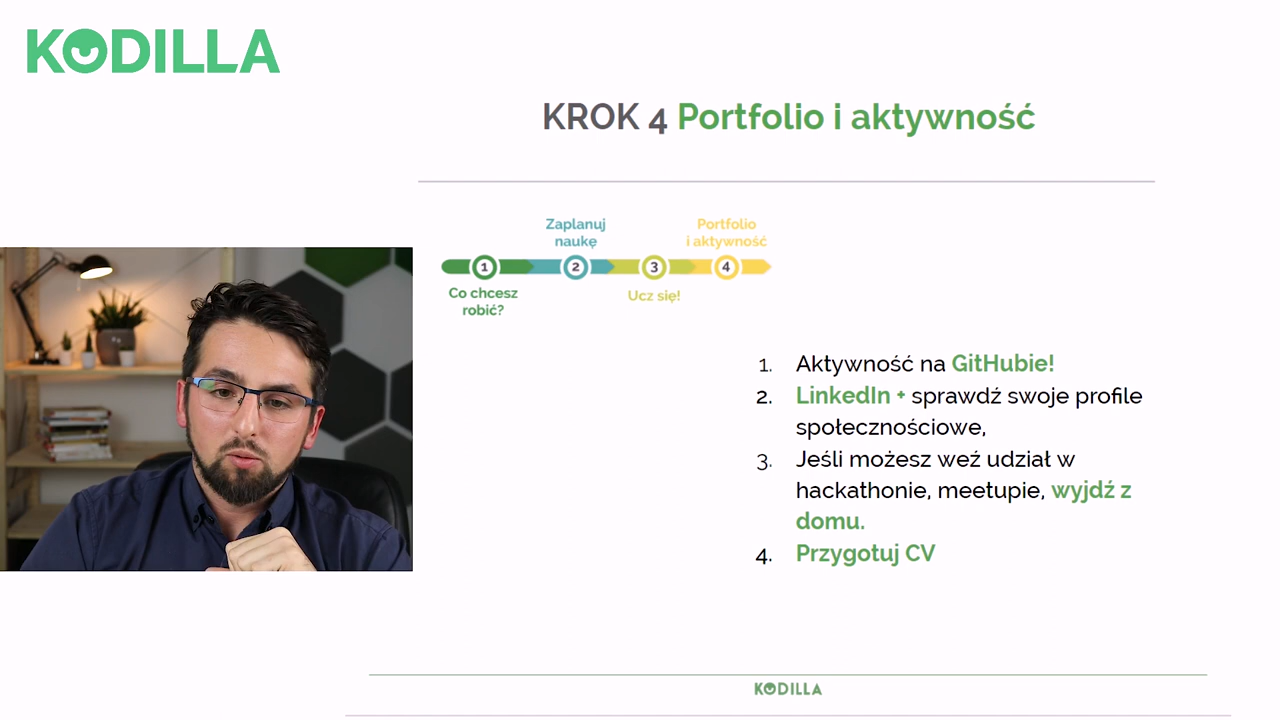 KODILLA
KROK 4 Portfolio i aktywność
Zaplanuj
naukę
Portfolio
i aktywność
1
2
3
4
Co chcesz
robić?
Ucz się!
1. Aktywność na GitHubie!
2. LinkedIn + sprawdź swoje profile
społecznościowe,
3. Jeśli możesz weź udział w
hackathonie, meetupie, wyjdź z
domu.
4. Przygotuj CV
KODILLA